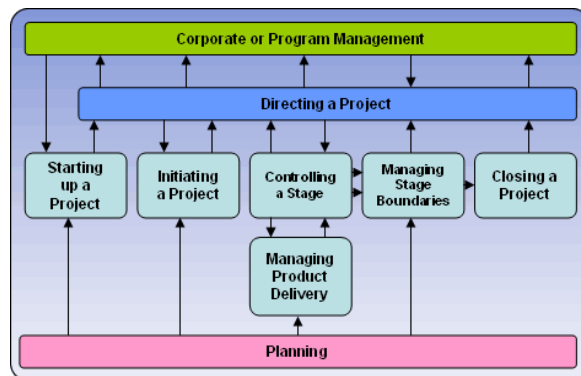 Corporate or Program Management
Directing a Project
Starting
up a
Project
Initiating
a Project
Controlling
a Stage
Managing
Stage
Boundaries
Closing a
Project
Managing
Product
Delivery
Planning